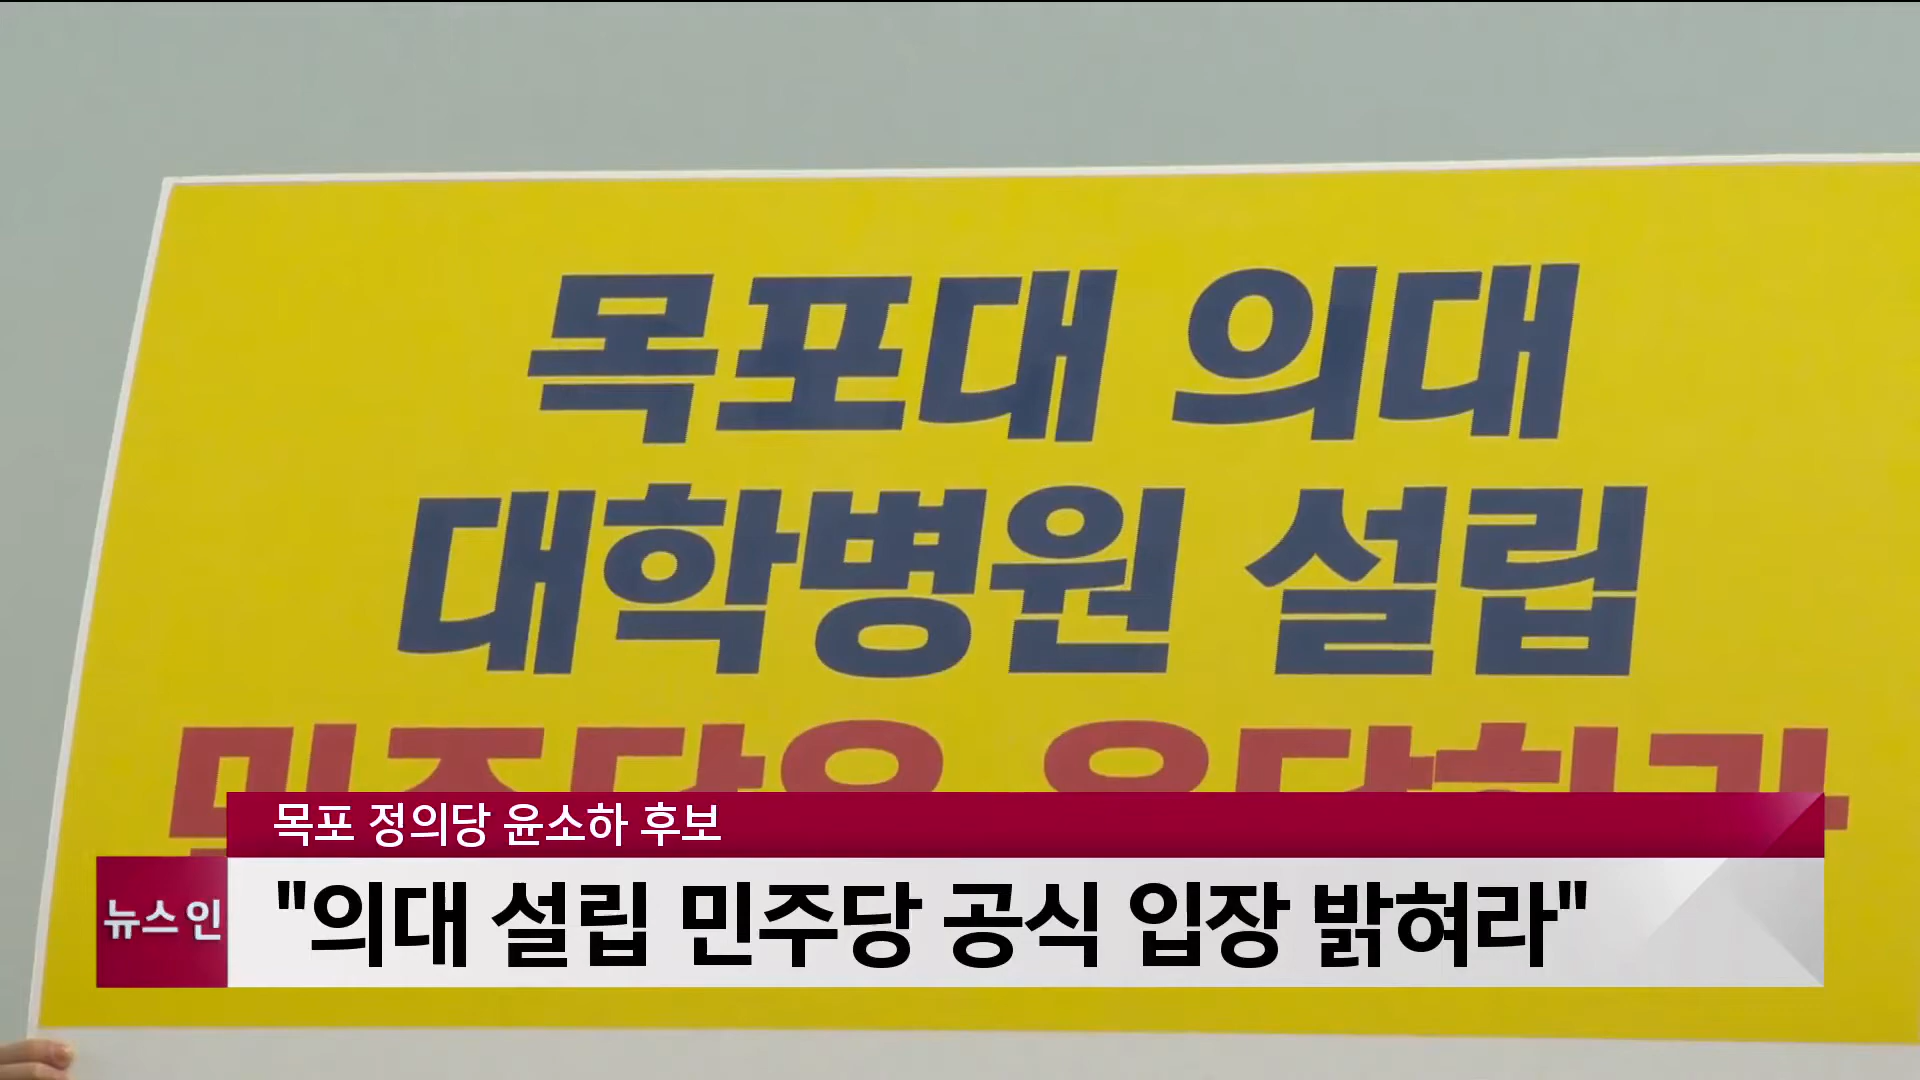 목포대 의대
대학병원 설립
목포 정의당 윤소하 후보
뉴스인
"의대 설립 민주당 공식 입장 밝혀라"